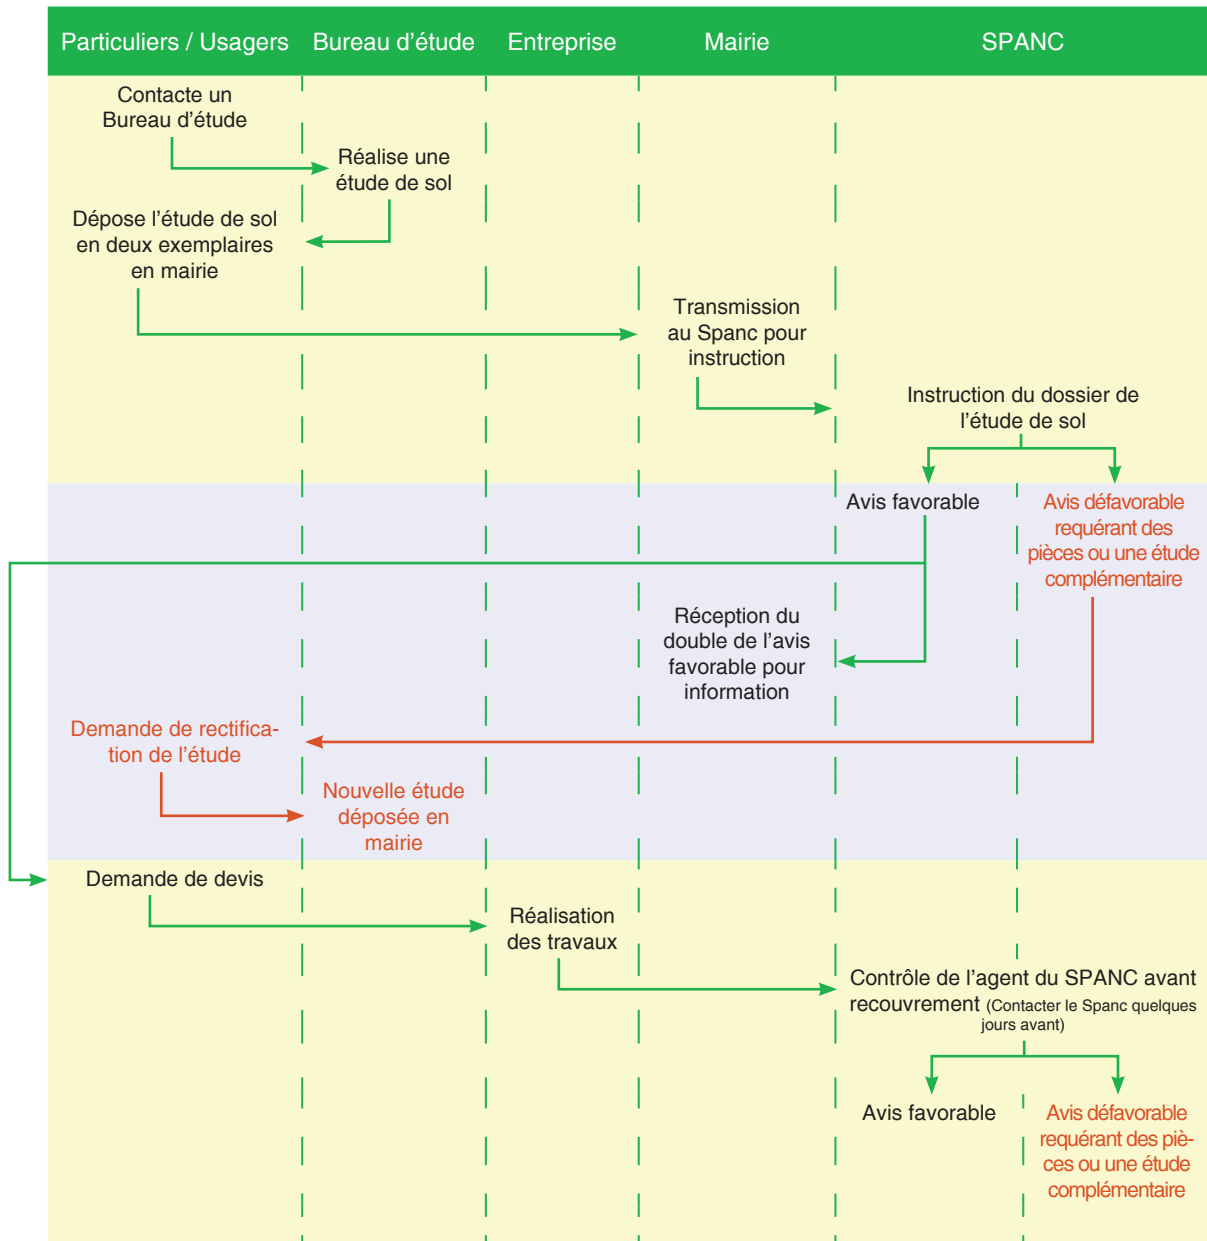 Particuliers / Usagers
Bureau d'étude
Entreprise
Mairie
SPANC
Contacte un
Bureau d'étude
Réalise une
étude de sol
Dépose l'étude de sol
en deux exemplaires
en mairie
Transmission
au Spanc pour
instruction
Instruction du dossier de
l'étude de sol
Avis favorable
Avis défavorable
requérant des
pièces ou une étude
complémentaire
Réception du
double de l'avis
favorable pour
information
Demande de rectifica-
tion de l'étude
Nouvelle étude
déposée en
mairie
Demande de devis
Réalisation
des travaux
Contrôle de l'agent du SPANC avant
recouvrement (Contacter le Spanc quelques
jours avant)
Avis favorable
Avis défavorable
requérant des piè-
ces ou une étude
complémentaire